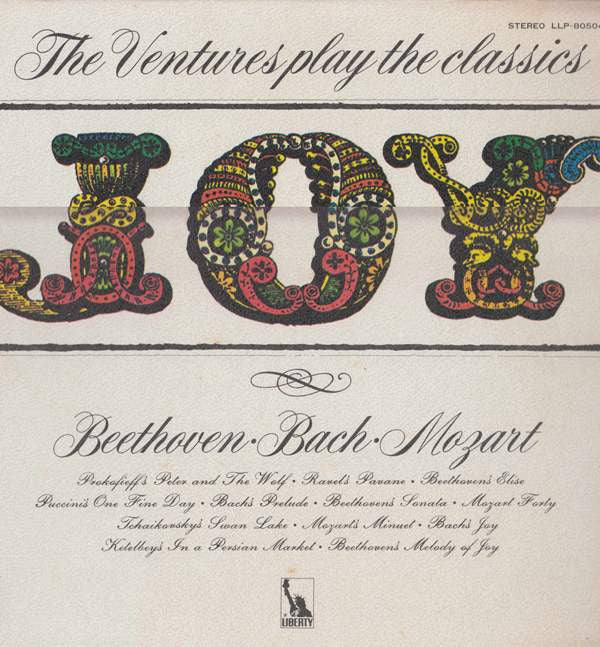 STEREO LLP-8050
The Ventures play the classics
JOY
Beethoven · Bach · Mozart
Prokofieff's Peter and The Wolf · Ravel's Pavane · Beethoven's Elise
Puccini's One Fine Day · Bach's Prelude · Beethoven's Sonata · Mozart Forty
Tchaikovsky's Swan Lake · Mozart's Minuet · Bach's Joy
Ketelbey's In a Persian Market · Beethoven's Melody of Joy
LIBERTY